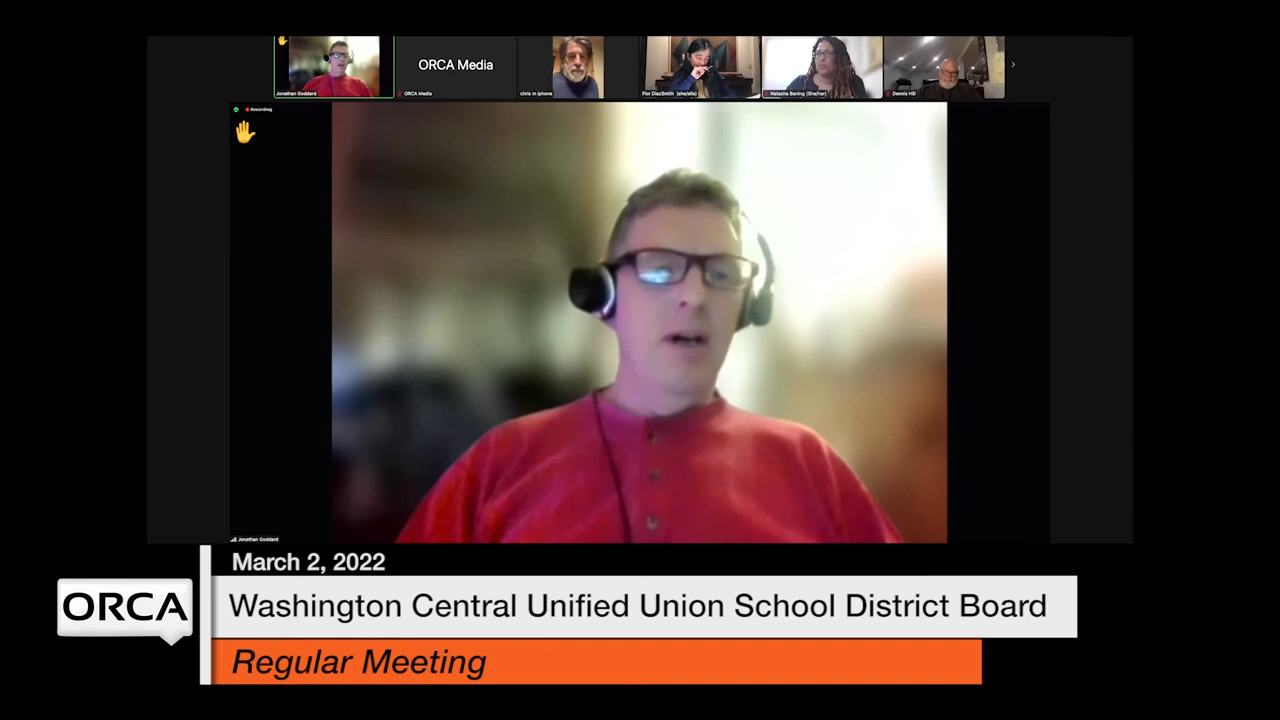 ORCA Media
Jonathan Goddard
ORCA Media
chris m iphone
Flor DiazSmith (she/ella)
Natasha Baning (She/her)
Dennis Hill
Recording
Jonathan Goddard
March 2, 2022
ORCA
Washington Central Unified Union School District Board
Regular Meeting